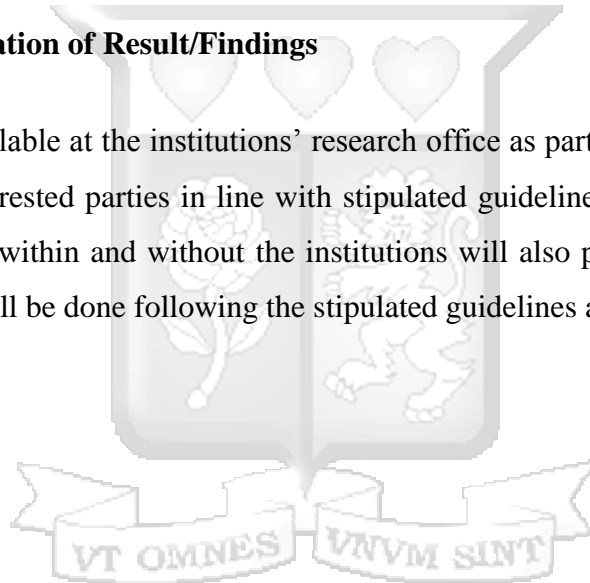 ation of Result/Findings
lable at the institutions’ research office as part
rested parties in line with stipulated guideline
within and without the institutions will also p
ll be done following the stipulated guidelines a
VT OMNES VNVM SINT